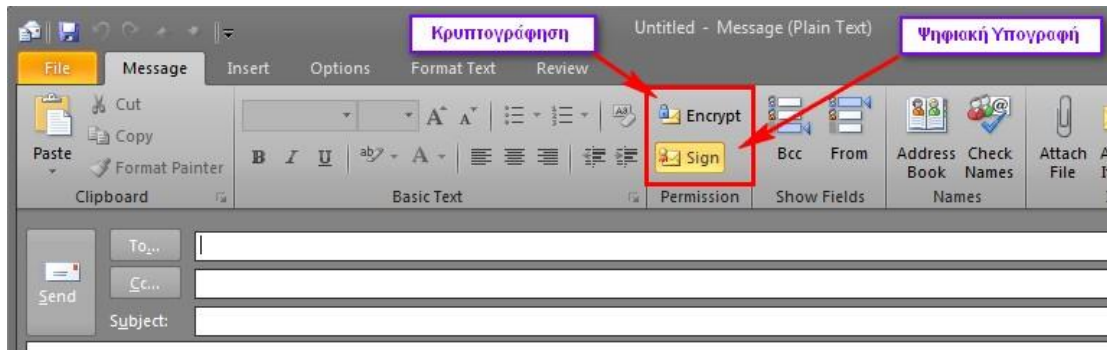 Κρυπτογράφηση
Untitled - Message (Plain Text)
Ψηφιακή Υπογραφή
File Message Insert Options Format Text Review
Cut
Copy
Format Painter
Paste
Clipboard
B I U
Basic Text
Encrypt
Sign
Permission
Bcc From
Show Fields
Address Book
Check Names
Names
Attach File
Send
To...
Cc...
Subject: